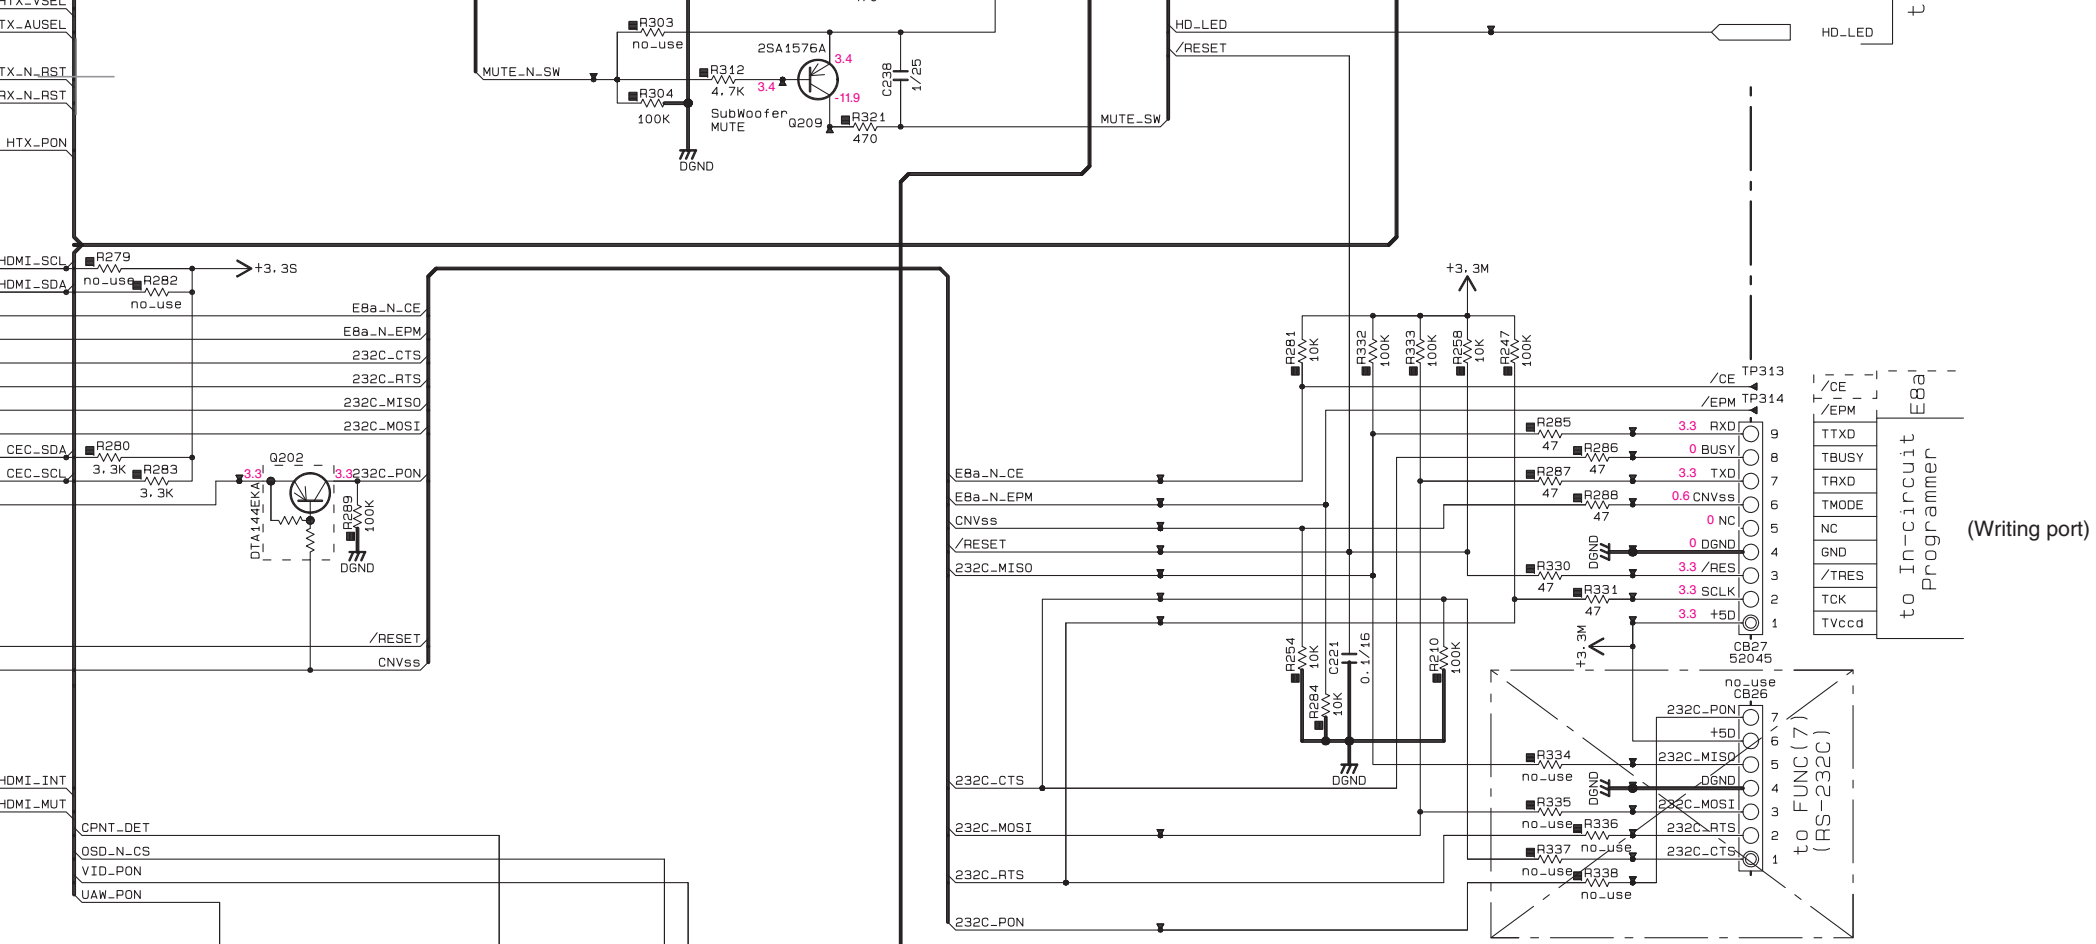 HTX_VSEL
TX_AUSEL
TX_N_RST
RX_N_RST
HTX_PON
R303
no_use
MUTE_N_SW
R304
100K
DGND
R312
4.7K
SubWoofer
MUTE
2SA1576A
3.4
3.4
-11.9
Q209
R321
470
C238
1/25
MUTE_SW
HD_LED
/RESET
HD_LED
HDMI_SCL
HDMI_SDA
R279
no_use
R282
no_use
+3.3S
E8a_N_CE
E8a_N_EPM
232C_CTS
232C_RTS
232C_MISO
232C_MOSI
CEC_SDA
CEC_SCL
R280
3.3K
R283
3.3K
Q202
3.3
3.3
232C_PON
DTA144EKA
R289
100K
DGND
/RESET
CNVss
HDMI_INT
HDMI_MUT
CPNT_DET
OSD_N_CS
VID_PON
UAW_PON
E8a_N_CE
E8a_N_EPM
CNVss
/RESET
232C_MISO
232C_CTS
232C_MOSI
232C_RTS
232C_PON
+3.3M
R281
10K
R332
100K
R333
100K
R258
10K
R247
100K
R254
10K
R284
10K
C221
0.1/16
R210
100K
DGND
R285
47
R286
47
R287
47
R288
47
R330
47
R331
47
DGND
+3.3M
/CE
TP313
/EPM
TP314
3.3 RXD 9
0 BUSY 8
3.3 TXD 7
0.6 CNVss 6
0 NC 5
0 DGND 4
3.3 /RES 3
3.3 SCLK 2
3.3 +5D 1
CB27
52045
/CE
/EPM
TTXD
TBUSY
TRXD
TMODE
NC
GND
/TRES
TCK
TVccd
E8a
to In-circuit
Programmer
(Writing port)
no_use
CB26
232C_PON 7
+5D 6
232C_MISO 5
DGND 4
232C_MOSI 3
232C_RTS 2
232C_CTS 1
R334
no_use
DGND
R335
no_use
R336
no_use
R337
no_use
R338
no_use
to FUNC(7)
(RS-232C)